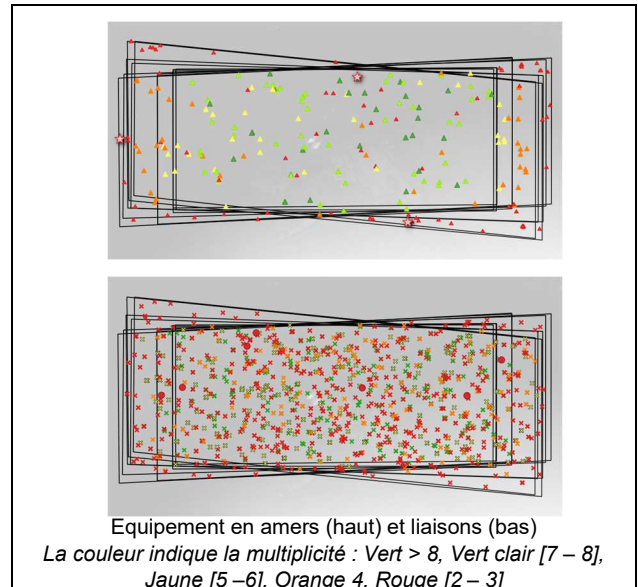 Equipement en amers (haut) et liaisons (bas)
La couleur indique la multiplicité : Vert > 8, Vert clair [7 – 8],
Jaune [5 –6], Orange 4, Rouge [2 – 3]